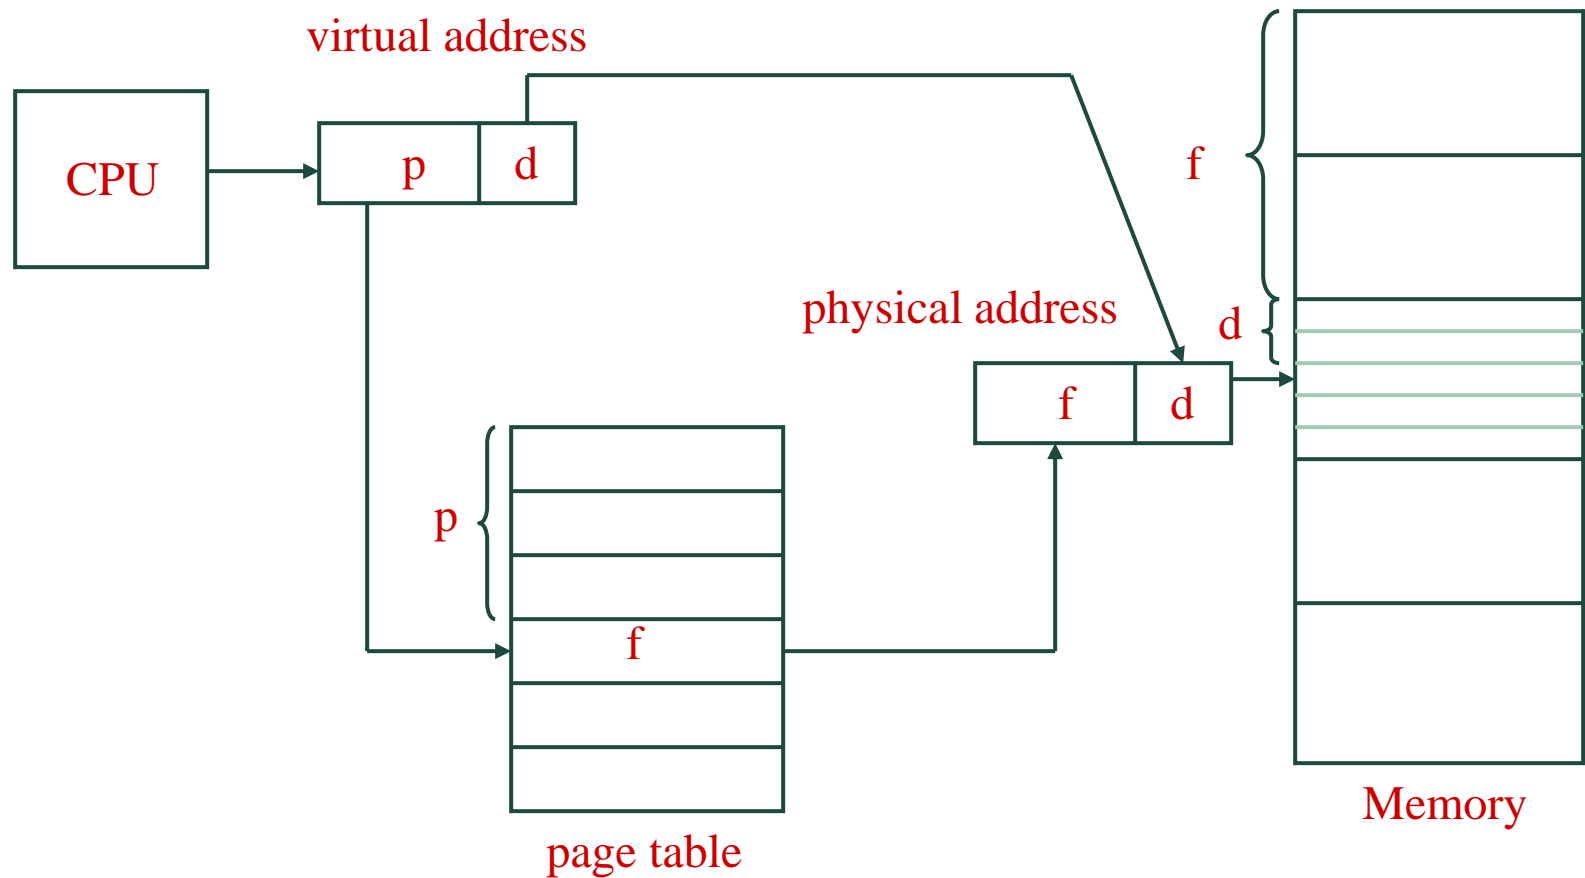 virtual address
CPU
p
d
f
physical address
d
f
d
p
f
Memory
page table